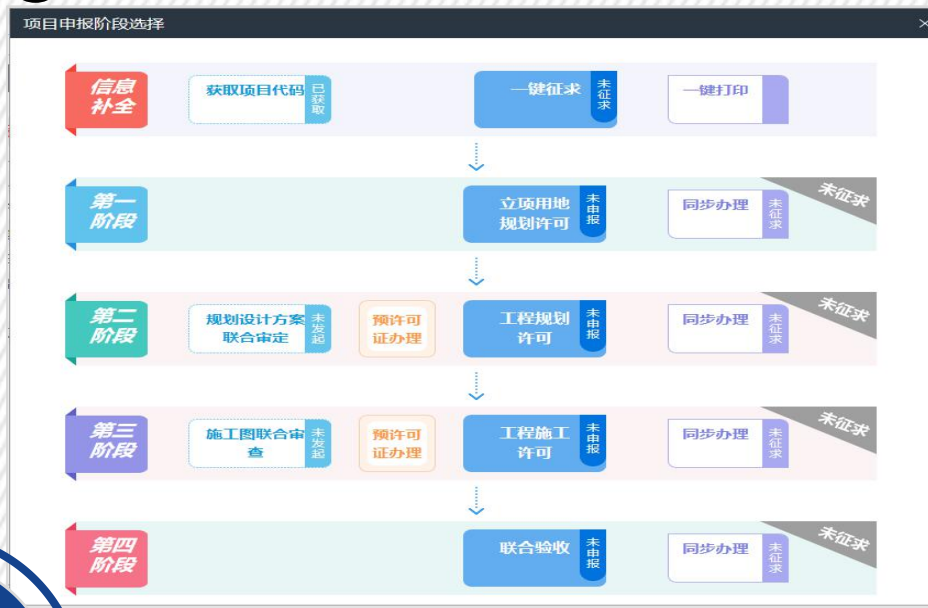 项目申报阶段选择
×
信息
补全
获取项目代码
已获取
一键征求
未征求
一键打印
第一
阶段
立项用地
规划许可
未申报
同步办理
未征求
未征求
第二
阶段
规划设计方案
联合审定
未发起
预许可
证办理
工程规划
许可
未申报
同步办理
未征求
未征求
第三
阶段
施工图联合审
查
未发起
预许可
证办理
工程施工
许可
未申报
同步办理
未征求
未征求
第四
阶段
联合验收
未申报
同步办理
未征求
未征求